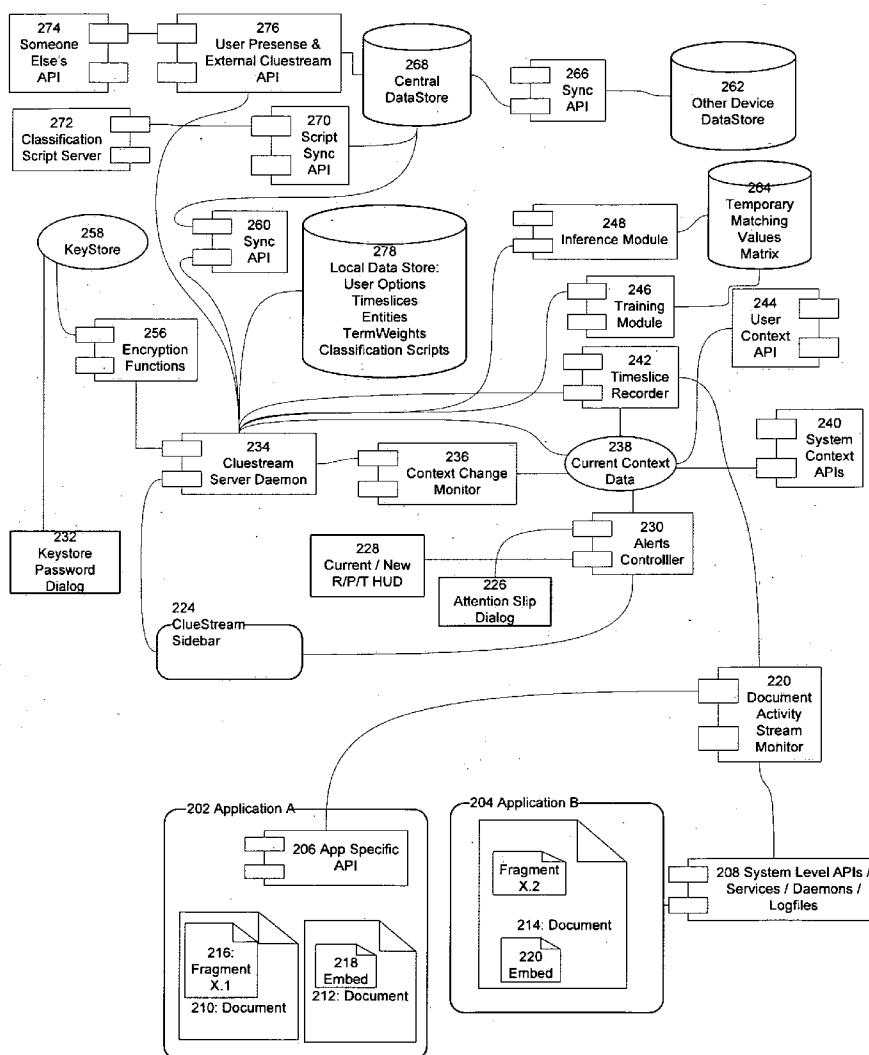 274
Someone
Else's
API
276
User Presense &
External Cluestream
API
268
Central
DataStore
266
Sync
API
262
Other Device
DataStore
272
Classification
Script Server
270
Script
Sync
API
264
Temporary
Matching
Values
Matrix
258
KeyStore
260
Sync
API
278
Local Data Store:
User Options
Timeslices
Entities
TermWeights
Classification Scripts
248
Inference Module
246
Training
Module
244
User
Context
API
256
Encryption
Functions
242
Timeslice
Recorder
234
Cluestream
Server Daemon
236
Context Change
Monitor
238
Current Context
Data
240
System
Context
APIs
232
Keystore
Password
Dialog
228
Current / New
R/P/T HUD
226
Attention Slip
Dialog
230
Alerts
Controlller
224
ClueStream
Sidebar
220
Document
Activity
Stream
Monitor
202 Application A
206 App Specific
API
216:
Fragment
X.1
210: Document
218
Embed
212: Document
204 Application B
Fragment
X.2
214: Document
220
Embed
208 System Level APIs /
Services / Daemons /
Logfiles